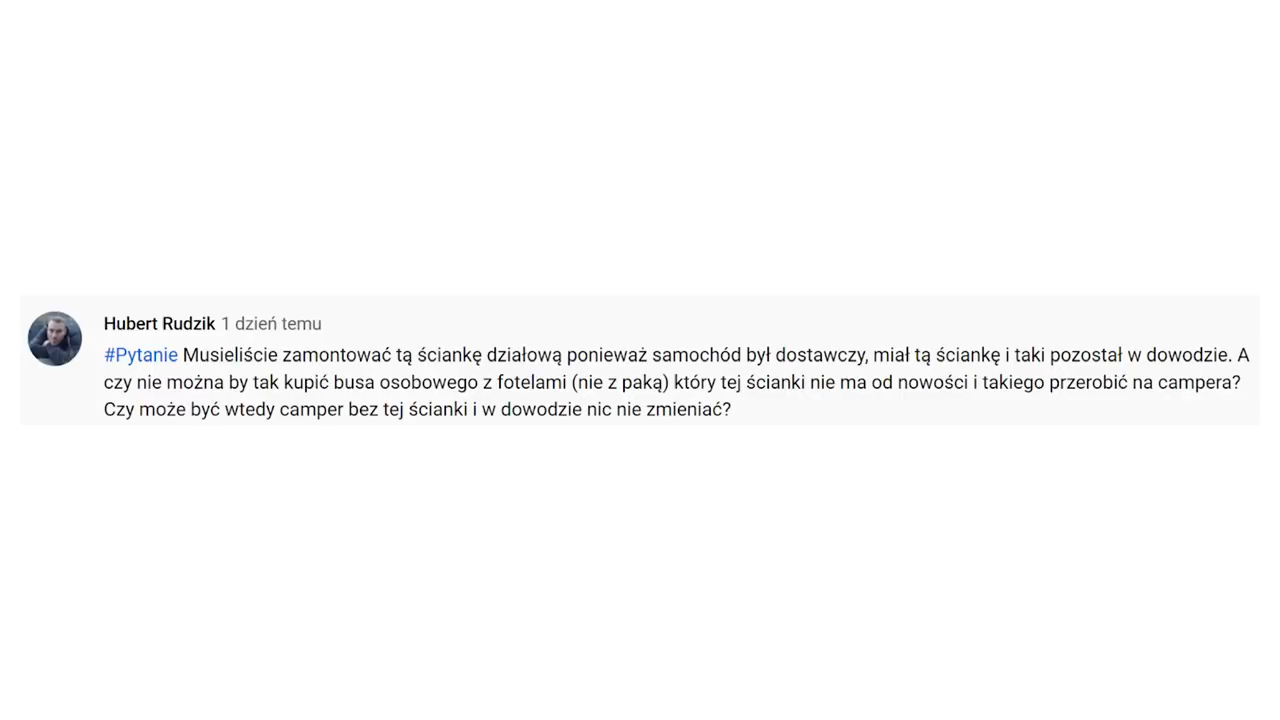 Hubert Rudzik 1 dzień temu
#Pytanie Musieliście zamontować tą ściankę działową ponieważ samochód był dostawczy, miał tą ściankę i taki pozostał w dowodzie. A
czy nie można by tak kupić busa osobowego z fotelami (nie z paką) który tej ścianki nie ma od nowości i takiego przerobić na campera?
Czy może być wtedy camper bez tej ścianki i w dowodzie nic nie zmieniać?